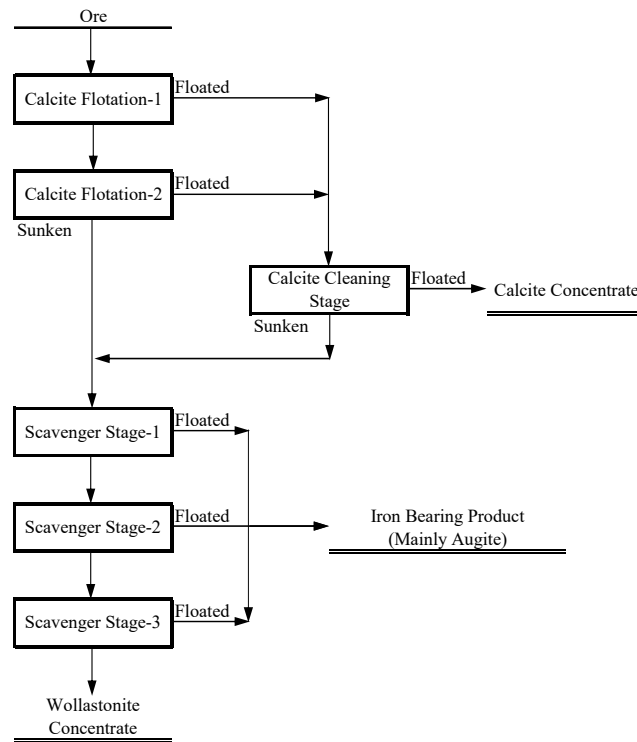 Ore
Calcite Flotation-1
Floated
Calcite Flotation-2
Floated
Sunken
Calcite Cleaning
Stage
Floated
Calcite Concentrate
Sunken
Scavenger Stage-1
Floated
Scavenger Stage-2
Floated
Iron Bearing Product
(Mainly Augite)
Scavenger Stage-3
Floated
Wollastonite
Concentrate